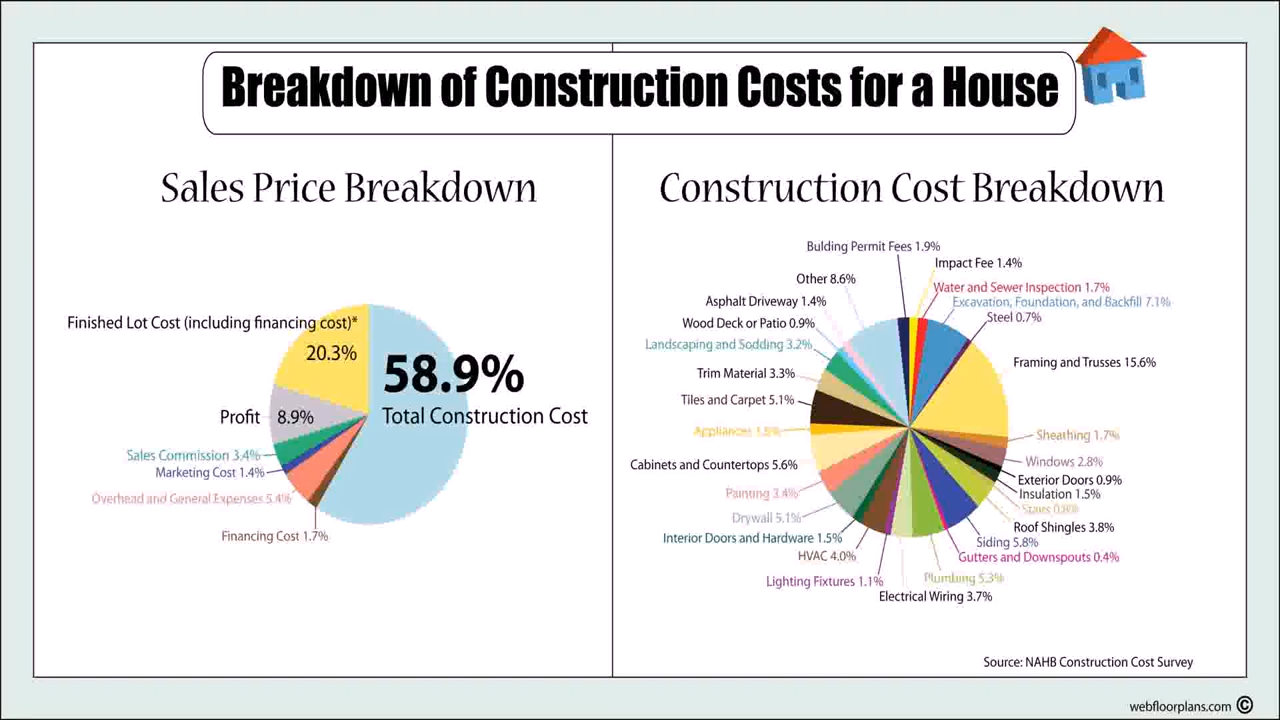 Breakdown of Construction Costs for a House
Sales Price Breakdown
Finished Lot Cost (including financing cost)*
20.3%
58.9%
Total Construction Cost
Profit 8.9%
Sales Commission 3.4%
Marketing Cost 1.4%
Overhead and General Expenses 5.4%
Financing Cost 1.7%
Construction Cost Breakdown
Bulding Permit Fees 1.9%
Impact Fee 1.4%
Other 8.6%
Water and Sewer Inspection 1.7%
Asphalt Driveway 1.4%
Excavation, Foundation, and Backfill 7.1%
Wood Deck or Patio 0.9%
Steel 0.7%
Landscaping and Sodding 3.2%
Framing and Trusses 15.6%
Trim Material 3.3%
Tiles and Carpet 5.1%
Appliances
Sheathing 1.7%
Cabinets and Countertops 5.6%
Windows 2.8%
Exterior Doors 0.9%
Painting 3.4%
Insulation 1.5%
Stairs
Drywall 5.1%
Roof Shingles 3.8%
Interior Doors and Hardware 1.5%
Siding 5.8%
HVAC 4.0%
Gutters and Downspouts 0.4%
Lighting Fixtures 1.1%
Plumbing 5.3%
Electrical Wiring 3.7%
Source: NAHB Construction Cost Survey
webfloorplans.com ©